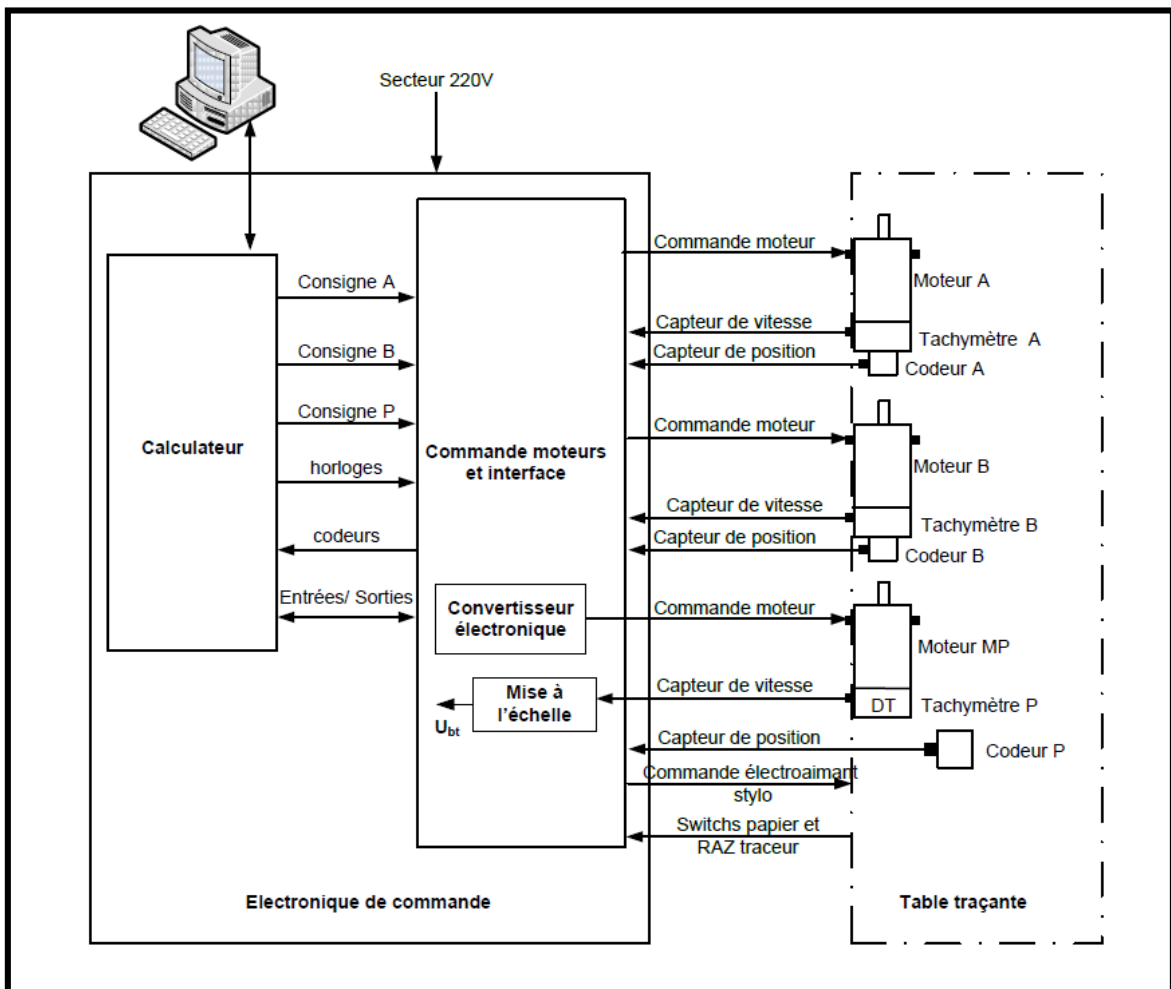 Secteur 220V
Calculateur
Consigne A
Consigne B
Consigne P
horloges
codeurs
Entrées/ Sorties
Commande moteurs
et interface
Convertisseur
électronique
Mise à
l'échelle
Ubt
Commande moteur
Capteur de vitesse
Capteur de position
Moteur A
Tachymètre A
Codeur A
Commande moteur
Capteur de vitesse
Capteur de position
Moteur B
Tachymètre B
Codeur B
Commande moteur
Capteur de vitesse
Capteur de position
Moteur MP
DT
Tachymètre P
Codeur P
Commande électroaimant
stylo
Switchs papier et
RAZ traceur
Electronique de commande
Table traçante